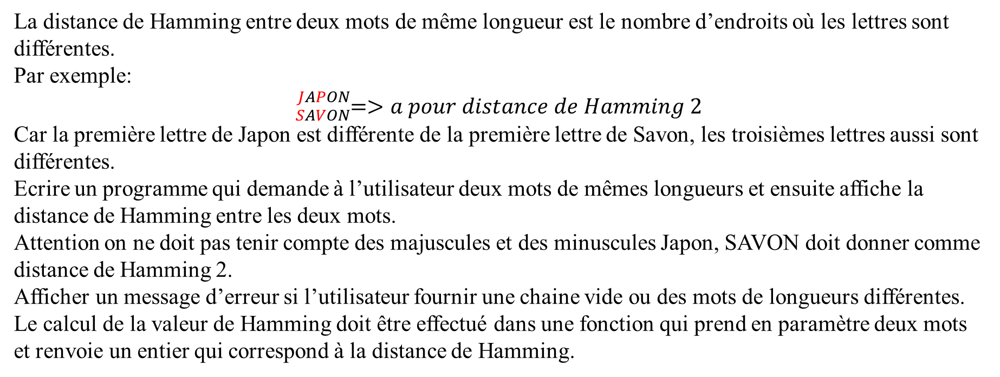 La distance de Hamming entre deux mots de même longueur est le nombre d’endroits où les lettres sont
différentes.
Par exemple:
JAPON
SAVON
=> a pour distance de Hamming 2
Car la première lettre de Japon est différente de la première lettre de Savon, les troisièmes lettres aussi sont
différentes.
Ecrire un programme qui demande à l’utilisateur deux mots de mêmes longueurs et ensuite affiche la
distance de Hamming entre les deux mots.
Attention on ne doit pas tenir compte des majuscules et des minuscules Japon, SAVON doit donner comme
distance de Hamming 2.
Afficher un message d’erreur si l’utilisateur fournir une chaine vide ou des mots de longueurs différentes.
Le calcul de la valeur de Hamming doit être effectué dans une fonction qui prend en paramètre deux mots
et renvoie un entier qui correspond à la distance de Hamming.